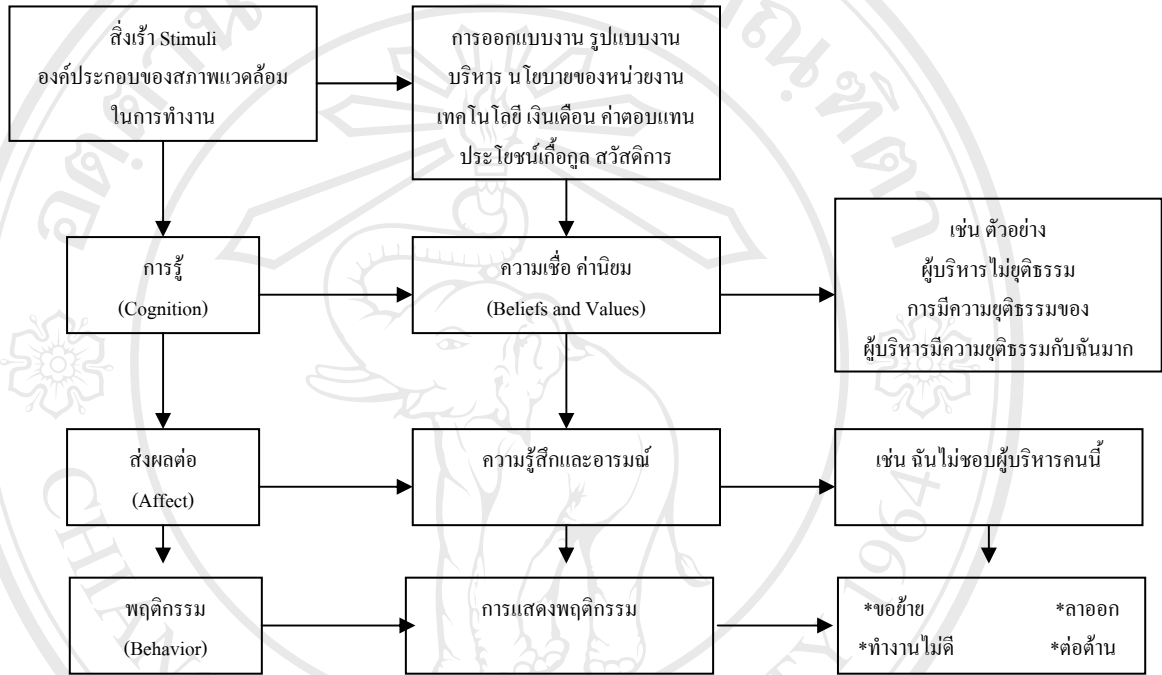 สิ่งเร้า Stimuli
องค์ประกอบของสภาพแวดล้อม
ในการทำงาน
การออกแบบงาน รูปแบบงาน
บริหาร นโยบายของหน่วยงาน
เทคโนโลยี เงินเดือน ค่าตอบแทน
ประโยชน์เกื้อกูล สวัสดิการ
การรู้
(Cognition)
ความเชื่อ ค่านิยม
(Beliefs and Values)
เช่น ตัวอย่าง
ผู้บริหารไม่ยุติธรรม
การมีความยุติธรรมของ
ผู้บริหารมีความยุติธรรมกับฉันมาก
ส่งผลต่อ
(Affect)
ความรู้สึกและอารมณ์
เช่น ฉันไม่ชอบผู้บริหารคนนี้
พฤติกรรม
(Behavior)
การแสดงพฤติกรรม
*ขอย้าย *ลาออก
*ทำงานไม่ดี *ต่อต้าน
1964